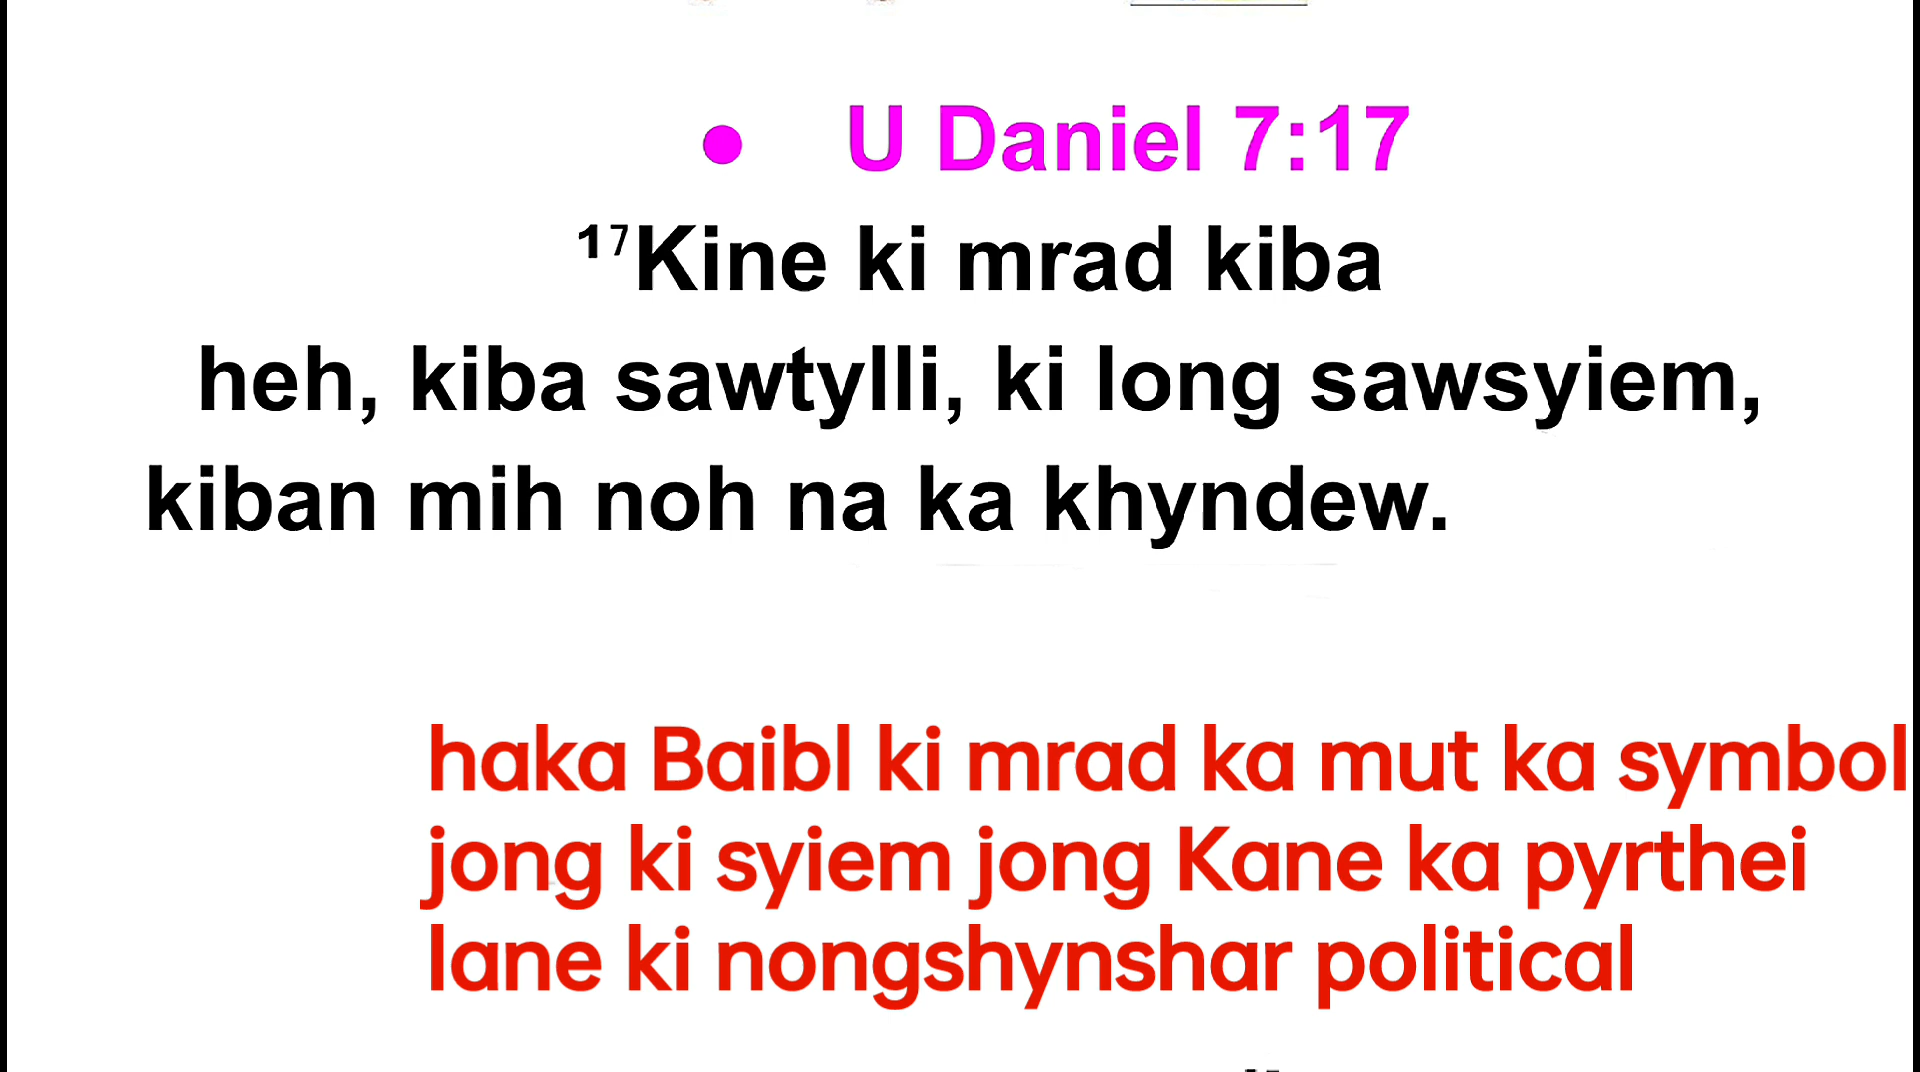 • U Daniel 7:17
¹⁷Kine ki mrad kiba
heh, kiba sawtylli, ki long sawsyiem,
kiban mih noh na ka khyndew.
haka Baibl ki mrad ka mut ka symbol
jong ki syiem jong Kane ka pyrthei
lane ki nongshynshar political